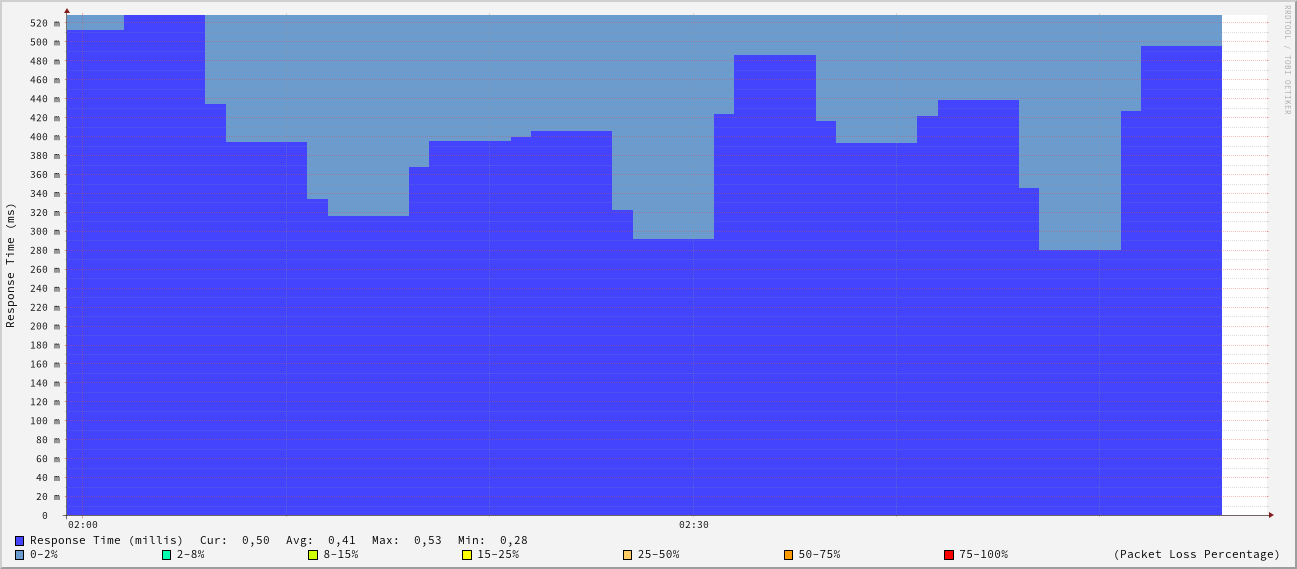 RRDTOOL / TOBI OETIKER
Response Time (ms)
520 m
500 m
480 m
460 m
440 m
420 m
400 m
380 m
360 m
340 m
320 m
300 m
280 m
260 m
240 m
220 m
200 m
180 m
160 m
140 m
120 m
100 m
80 m
60 m
40 m
20 m
0
02:00 02:30
Response Time (millis) Cur: 0,50 Avg: 0,41 Max: 0,53 Min: 0,28
0-2% 2-8% 8-15% 15-25% 25-50% 50-75% 75-100% (Packet Loss Percentage)